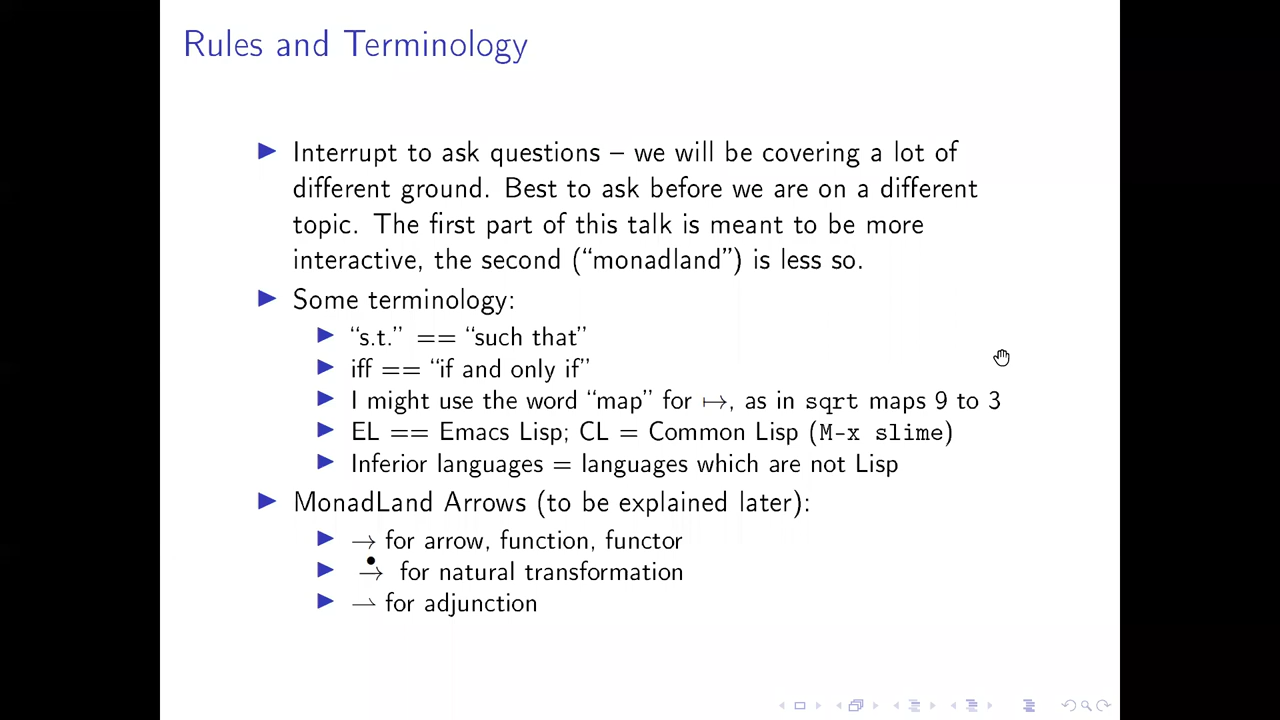 Rules and Terminology
▶ Interrupt to ask questions – we will be covering a lot of
different ground. Best to ask before we are on a different
topic. The first part of this talk is meant to be more
interactive, the second (“monadland”) is less so.
▶ Some terminology:
▶ “s.t.” == “such that”
▶ iff == “if and only if”
▶ I might use the word “map” for ↦, as in sqrt maps 9 to 3
▶ EL == Emacs Lisp; CL = Common Lisp (M-x slime)
▶ Inferior languages = languages which are not Lisp
▶ MonadLand Arrows (to be explained later):
▶ → for arrow, function, functor
▶ →̇ for natural transformation
▶ ⇀ for adjunction